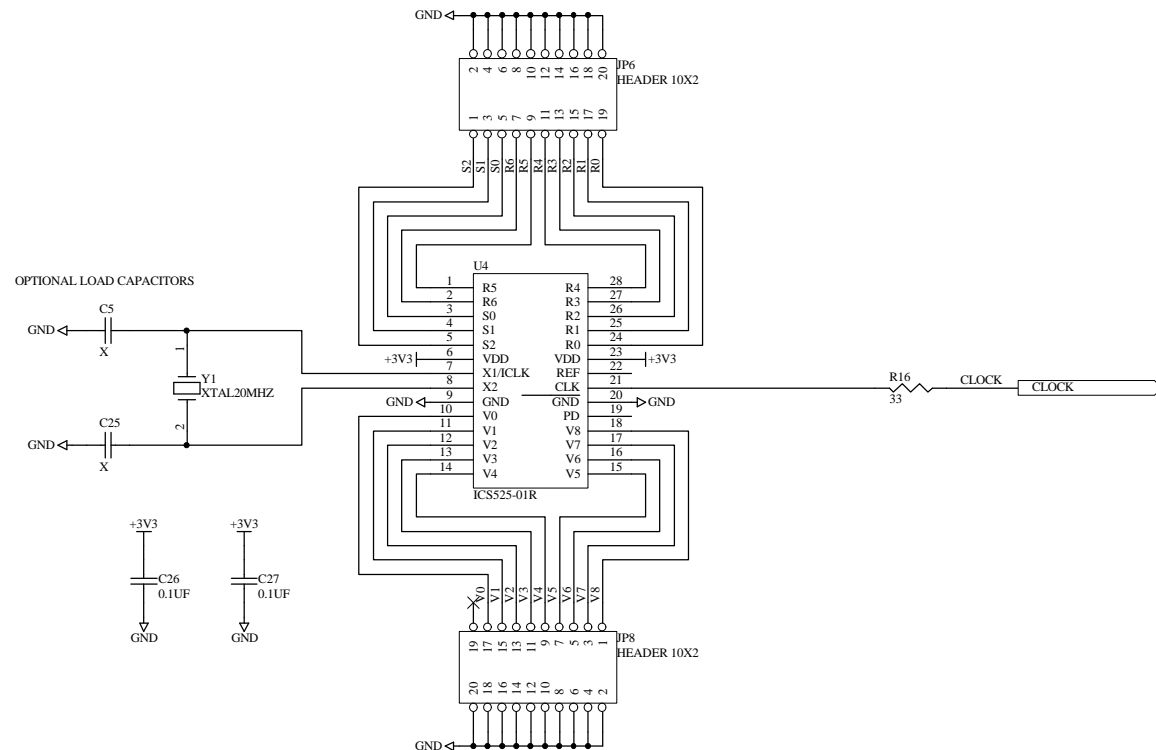 GND
2 4 6 8 10 12 14 16 18 20
JP6
HEADER 10X2
1 3 5 7 9 11 13 15 17 19
S2 S1 S0 R6 R5 R4 R3 R2 R1 R0
U4
OPTIONAL LOAD CAPACITORS
1 R5 R4 28
2 R6 R3 27
3 S0 R2 26
4 S1 R1 25
5 S2 R0 24
+3V3 6 VDD VDD 23 +3V3
7 X1/ICLK REF 22
8 X2 CLK 21
GND 9 GND GND 20 GND
10 V0 PD 19
11 V1 V8 18
12 V2 V7 17
13 V3 V6 16
14 V4 V5 15
ICS525-01R
C5
GND
X
1
Y1
XTAL20MHZ
2
C25
GND
X
R16
33
CLOCK
CLOCK
+3V3
C26
0.1UF
GND
+3V3
C27
0.1UF
GND
V0 V1 V2 V3 V4 V5 V6 V7 V8
19 17 15 13 11 9 7 5 3 1
JP8
HEADER 10X2
20 18 16 14 12 10 8 6 4 2
GND